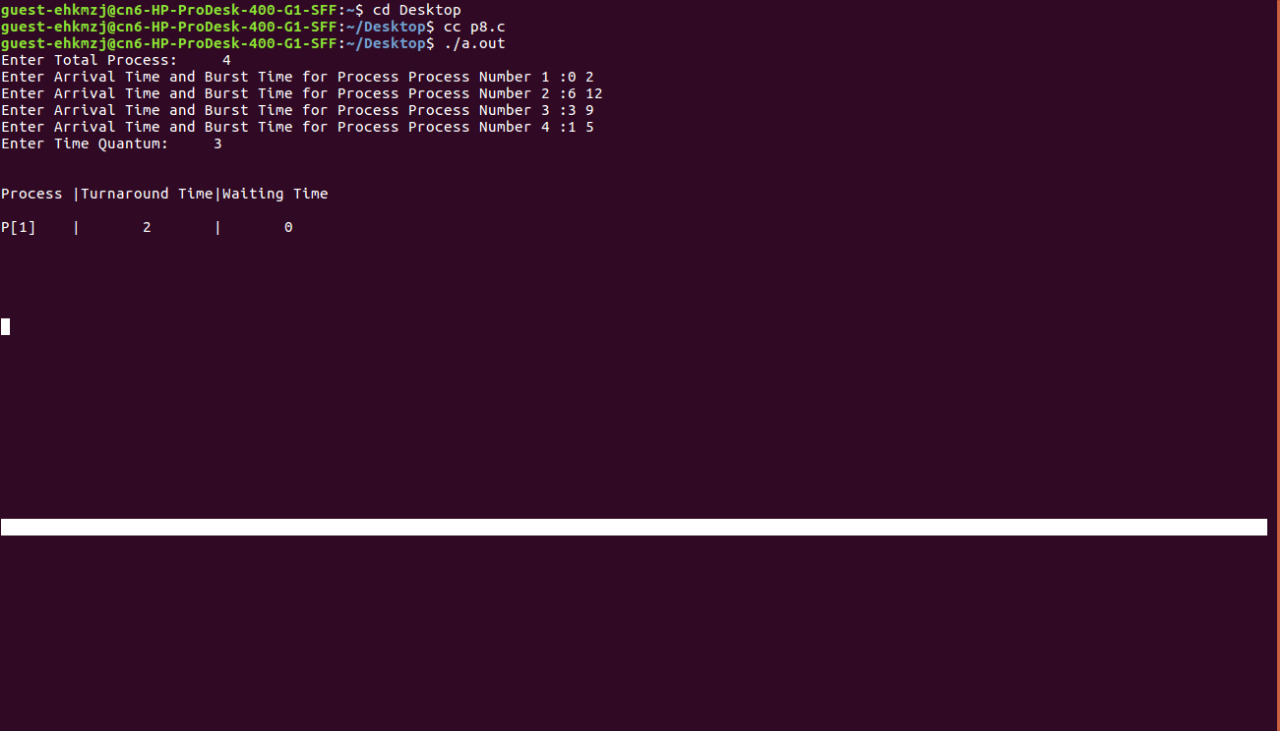 guest-ehkmzj@cn6-HP-ProDesk-400-G1-SFF:~$ cd Desktop
guest-ehkmzj@cn6-HP-ProDesk-400-G1-SFF:~/Desktop$ cc p8.c
guest-ehkmzj@cn6-HP-ProDesk-400-G1-SFF:~/Desktop$ ./a.out
Enter Total Process:     4
Enter Arrival Time and Burst Time for Process Process Number 1 :0 2
Enter Arrival Time and Burst Time for Process Process Number 2 :6 12
Enter Arrival Time and Burst Time for Process Process Number 3 :3 9
Enter Arrival Time and Burst Time for Process Process Number 4 :1 5
Enter Time Quantum:     3
Process |Turnaround Time|Waiting Time
P[1]    |       2       |       0